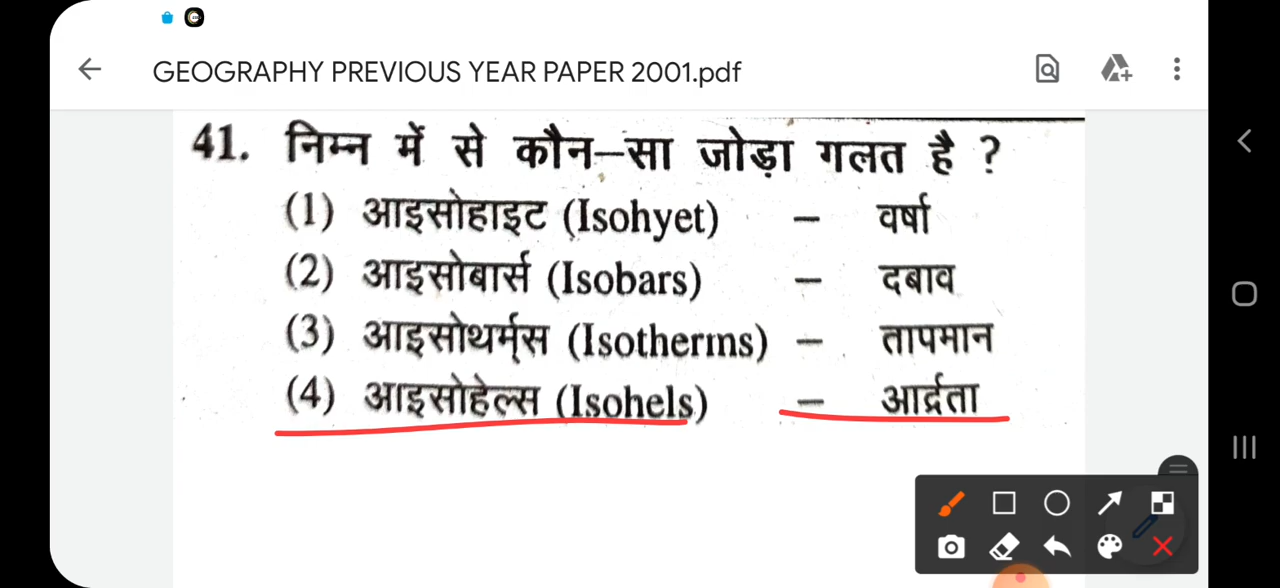 GEOGRAPHY PREVIOUS YEAR PAPER 2001.pdf
41. निम्न में से कौन-सा जोड़ा गलत है ?
(1) आइसोहाइट (Isohyet) – वर्षा
(2) आइसोबार्स (Isobars) – दबाव
(3) आइसोथर्म्स (Isotherms) – तापमान
(4) आइसोहेल्स (Isohels) – आर्द्रता